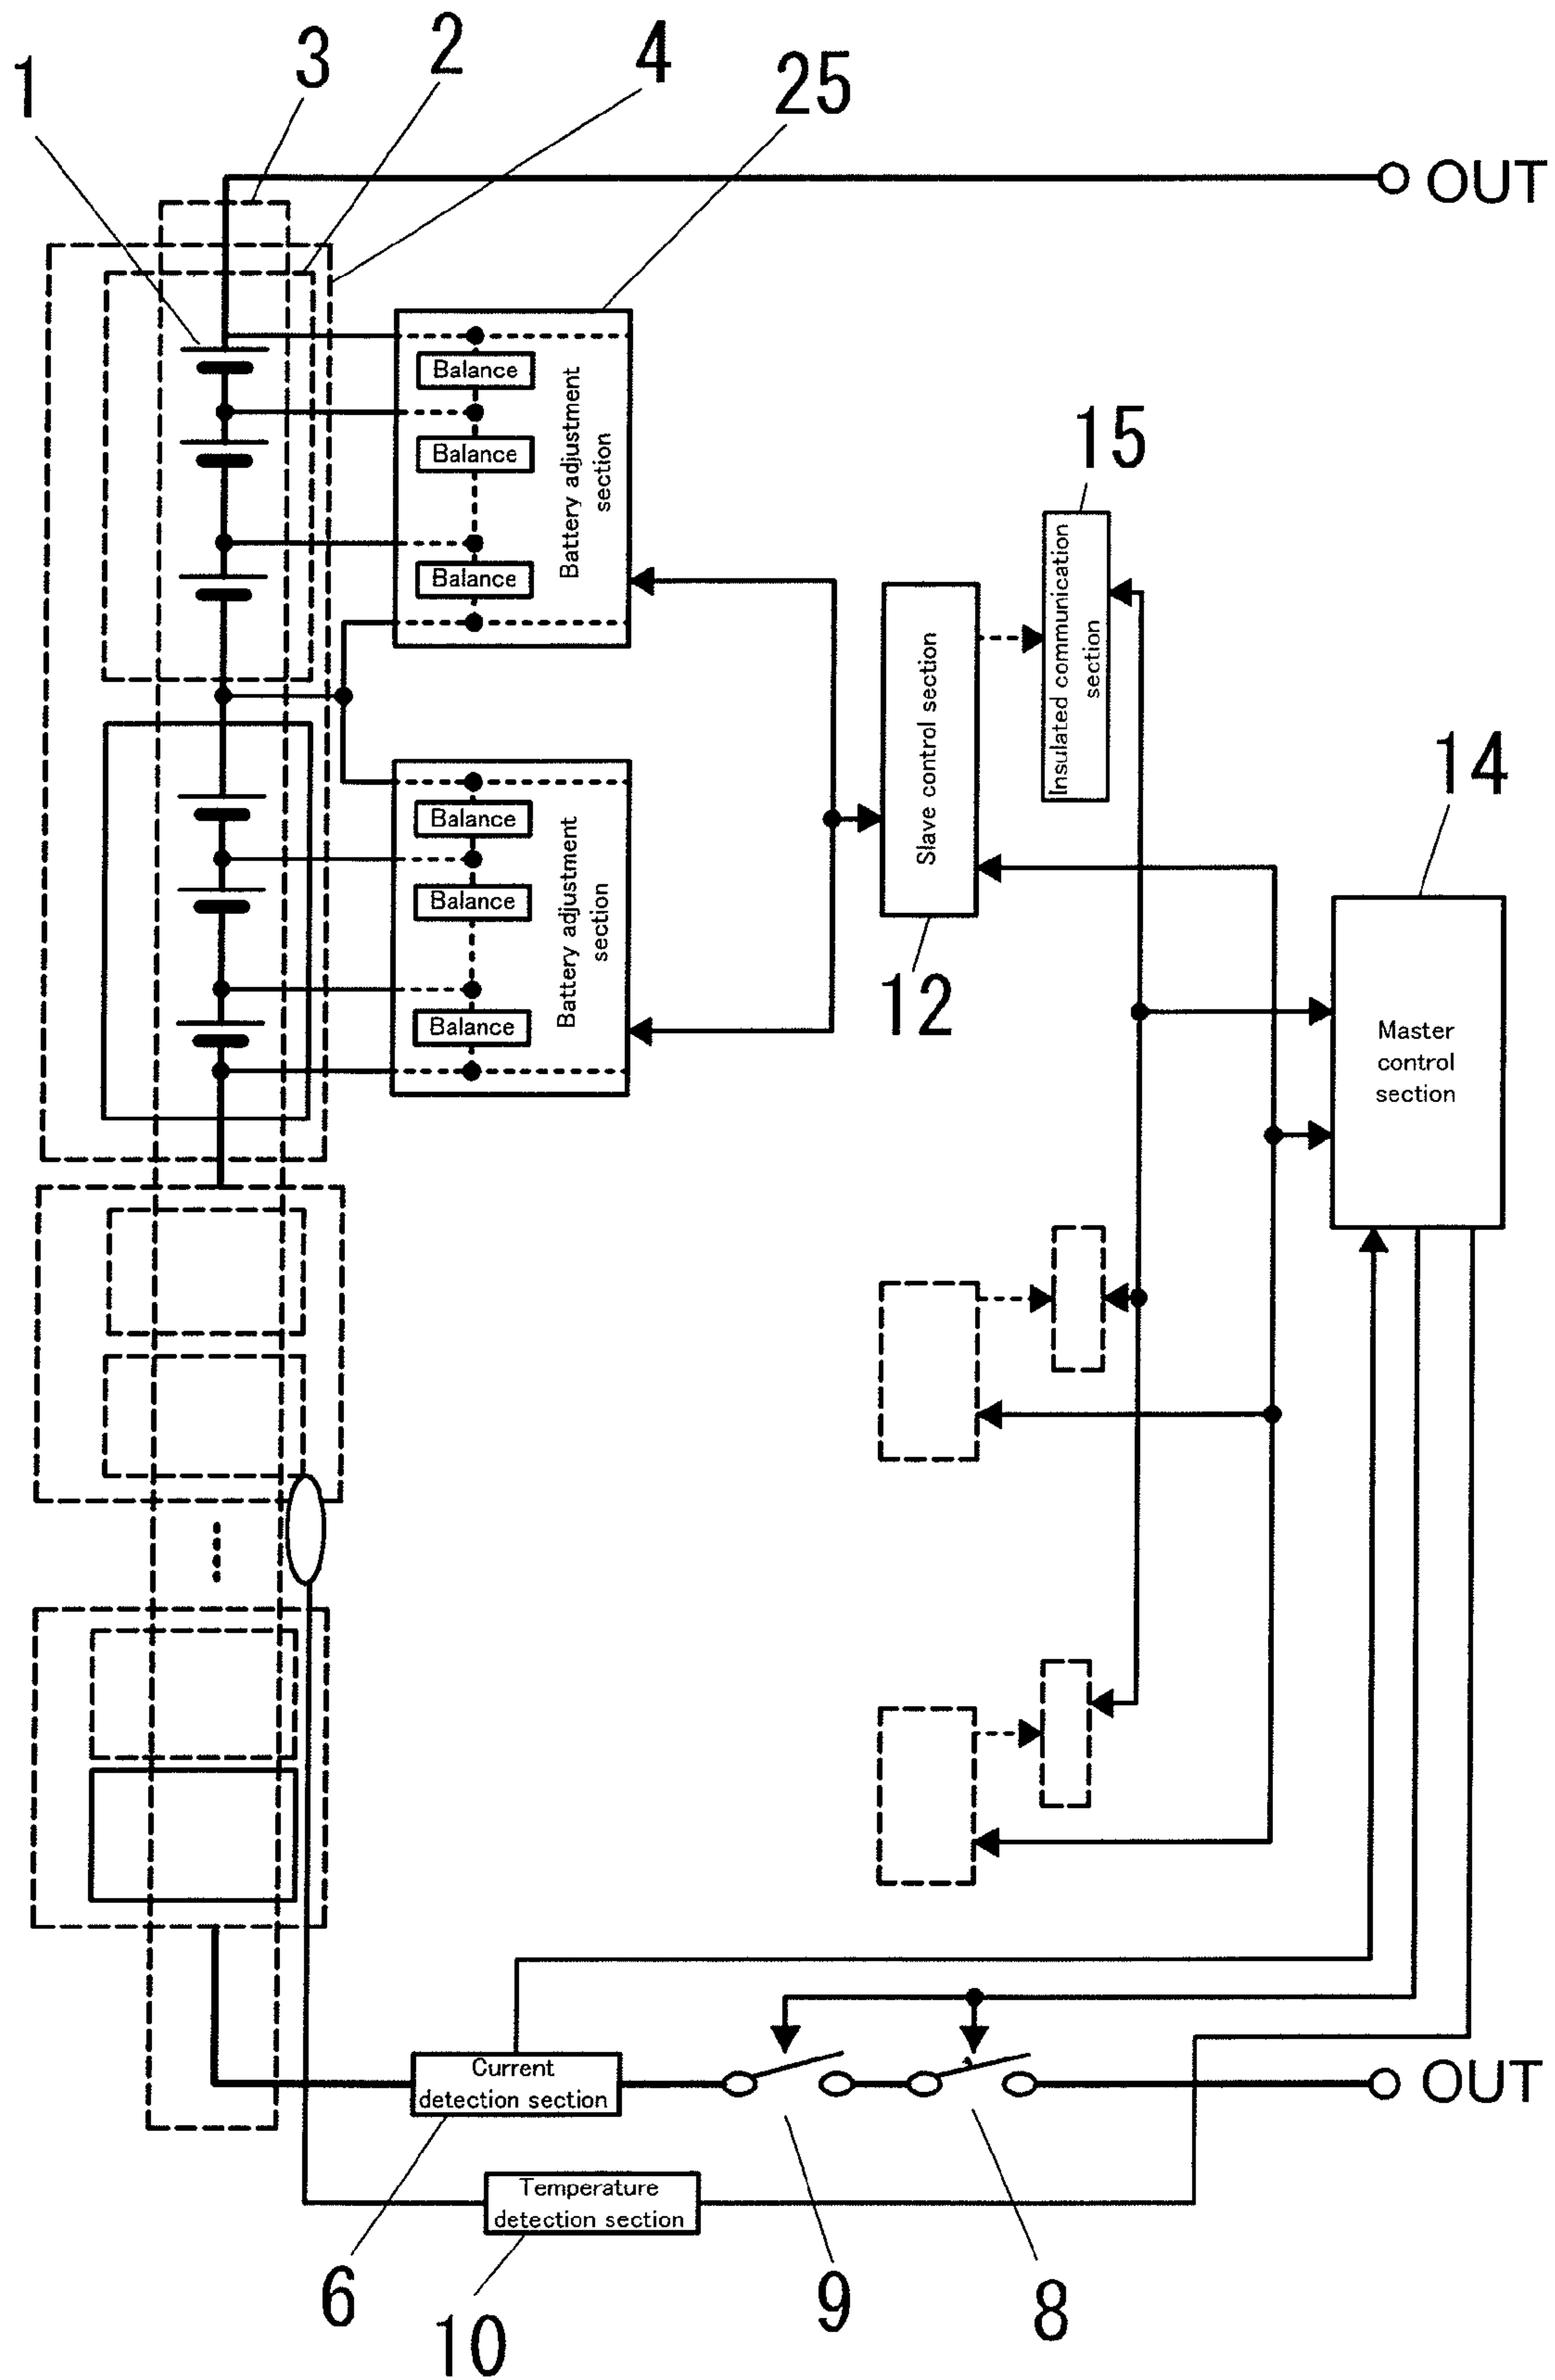 1
3
2
4
25
OUT
Balance
Balance
Balance
Battery adjustment
section
15
Insulated communication
section
Slave control section
12
14
Master
control
section
Balance
Balance
Balance
Battery adjustment
section
Current
detection section
OUT
Temperature
detection section
6
10
9
8